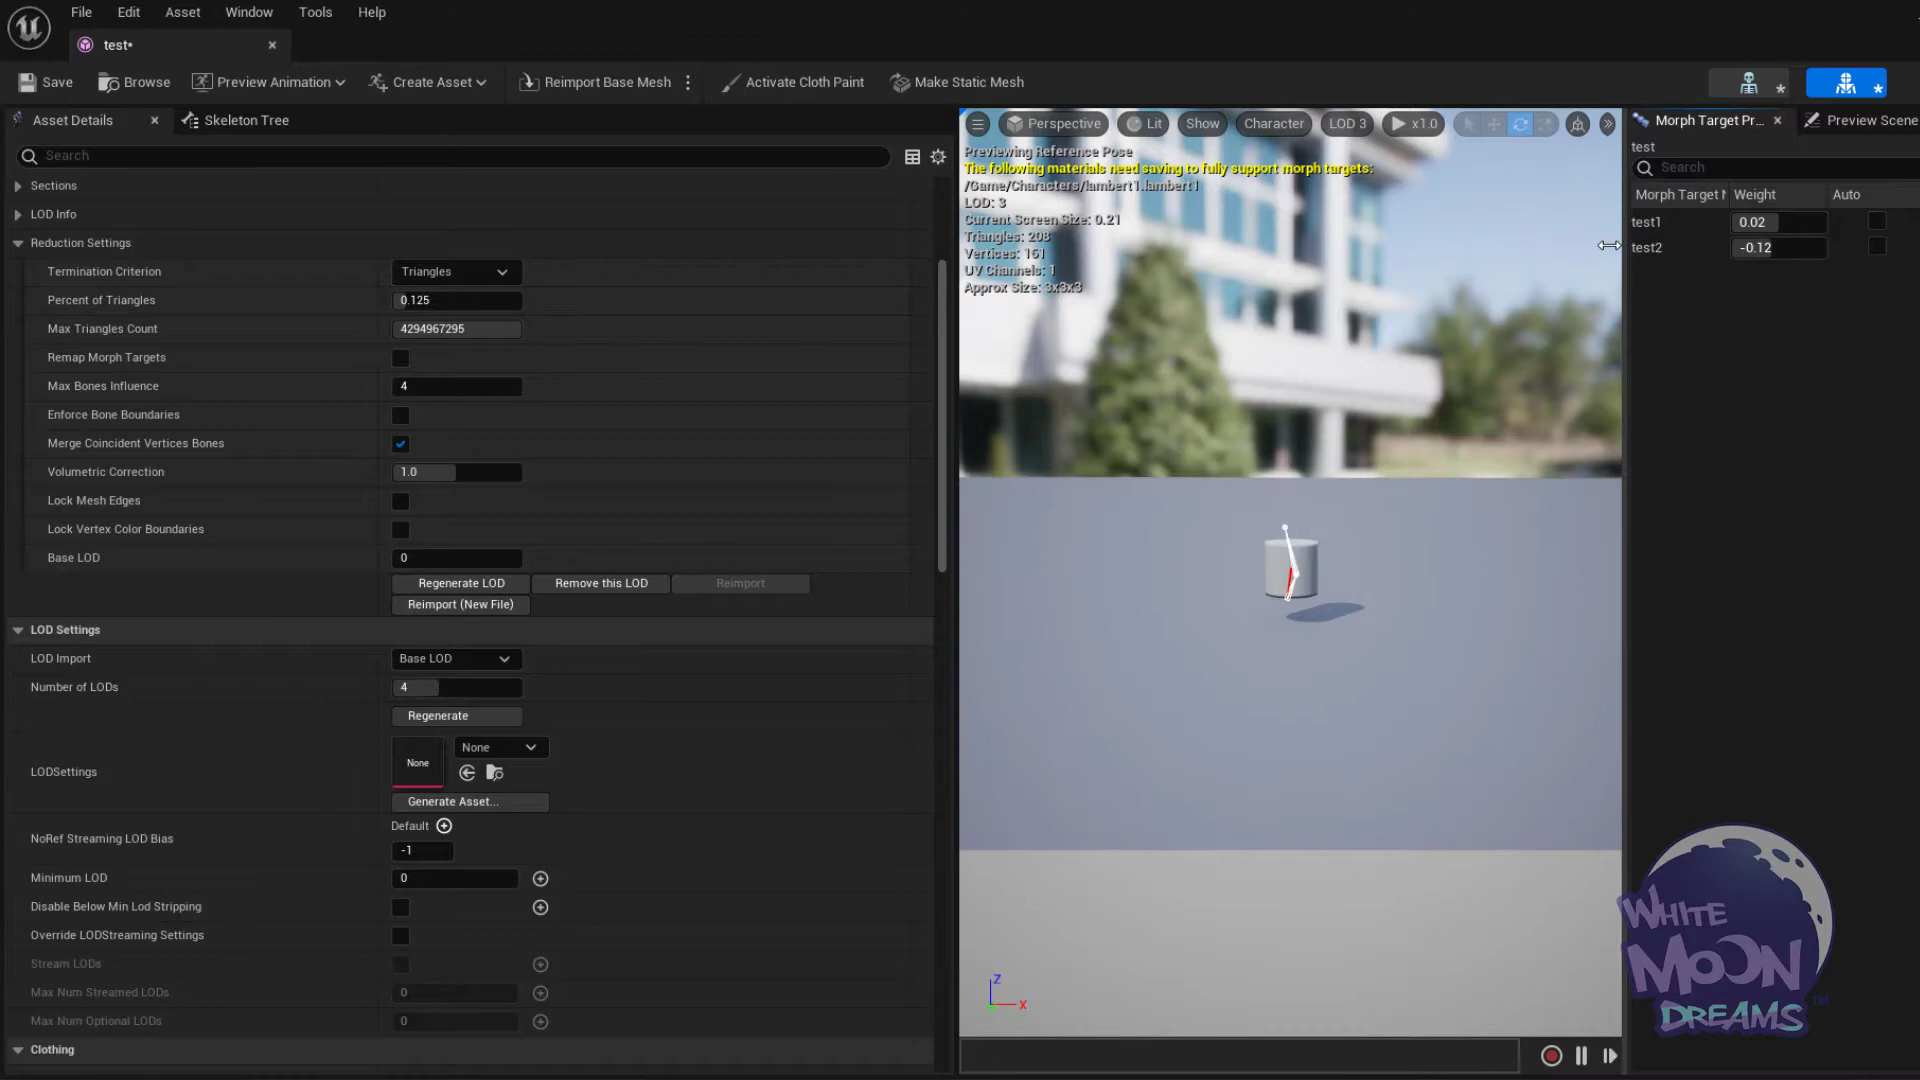 File Edit Asset Window Tools Help
test*
Save Browse Preview Animation Create Asset Reimport Base Mesh Activate Cloth Paint Make Static Mesh
Asset Details Skeleton Tree
Search
Sections
LOD Info
Reduction Settings
Termination Criterion Triangles
Percent of Triangles 0.125
Max Triangles Count 4294967295
Remap Morph Targets
Max Bones Influence 4
Enforce Bone Boundaries
Merge Coincident Vertices Bones
Volumetric Correction 1.0
Lock Mesh Edges
Lock Vertex Color Boundaries
Base LOD 0
Regenerate LOD Remove this LOD Reimport
Reimport (New File)
LOD Settings
LOD Import Base LOD
Number of LODs 4
Regenerate
LODSettings None None
Generate Asset...
NoRef Streaming LOD Bias Default
-1
Minimum LOD 0
Disable Below Min Lod Stripping
Override LODStreaming Settings
Stream LODs
Max Num Streamed LODs 0
Max Num Optional LODs 0
Clothing
Perspective Lit Show Character LOD 3 x1.0
Previewing Reference Pose
The following materials need saving to fully support morph targets:
/Game/Characters/lambert1.lambert1
LOD: 3
Current Screen Size: 0.21
Triangles: 208
Vertices: 161
UV Channels: 1
Approx Size: 3x3x3
Z
X
Morph Target Pr... Preview Scene
test
Search
Morph Target N Weight Auto
test1 0.02
test2 -0.12
WHITE
MOON
DREAMS
TM